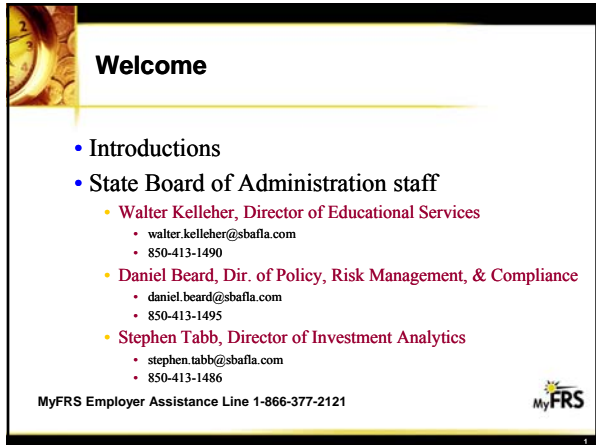 Welcome
• Introductions
• State Board of Administration staff
• Walter Kelleher, Director of Educational Services
• walter.kelleher@sbafla.com
• 850-413-1490
• Daniel Beard, Dir. of Policy, Risk Management, & Compliance
• daniel.beard@sbafla.com
• 850-413-1495
• Stephen Tabb, Director of Investment Analytics
• stephen.tabb@sbafla.com
• 850-413-1486
MyFRS Employer Assistance Line 1-866-377-2121
MyFRS
1